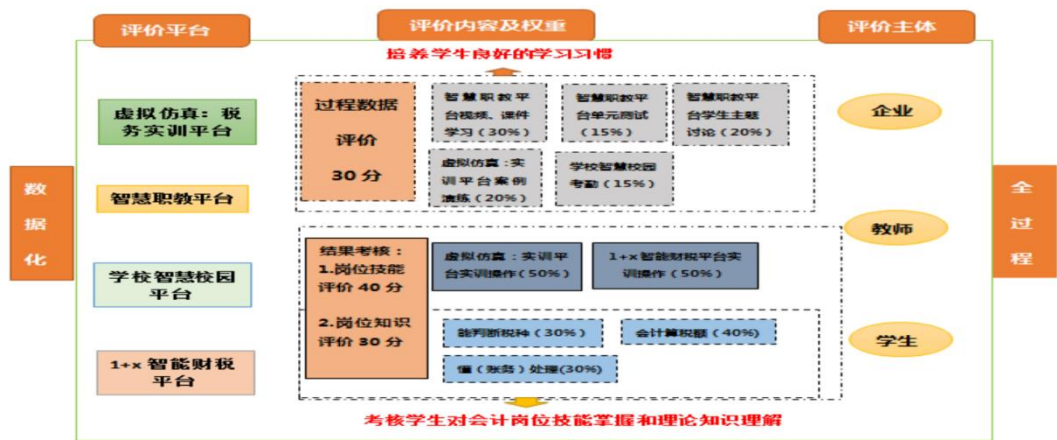 评价平台
评价内容及权重
评价主体
培养学生良好的学习习惯
虚拟仿真：税
务实训平台
智慧职教平台
学校智慧校园
平台
1+x 智能财税
平台
数
据
化
过程数据
评价
30 分
智慧职教平
台视频、课件
学习（30%）
智慧职教平
台单元测试
（15%）
智慧职教平
台学生主题
讨论（20%）
虚拟仿真：实
训平台案例
演练（20%）
学校智慧校园
考勤（15%）
结果考核：
1.岗位技能
评价 40 分
2.岗位知识
评价 30 分
虚拟仿真：实训平
台实训操作（50%）
1+x 智能财税平台实
训操作（50%）
能判断税种（30%）
会计算税额（40%）
懂（账务）处理(30%)
企业
教师
学生
全
过
程
考核学生对会计岗位技能掌握和理论知识理解